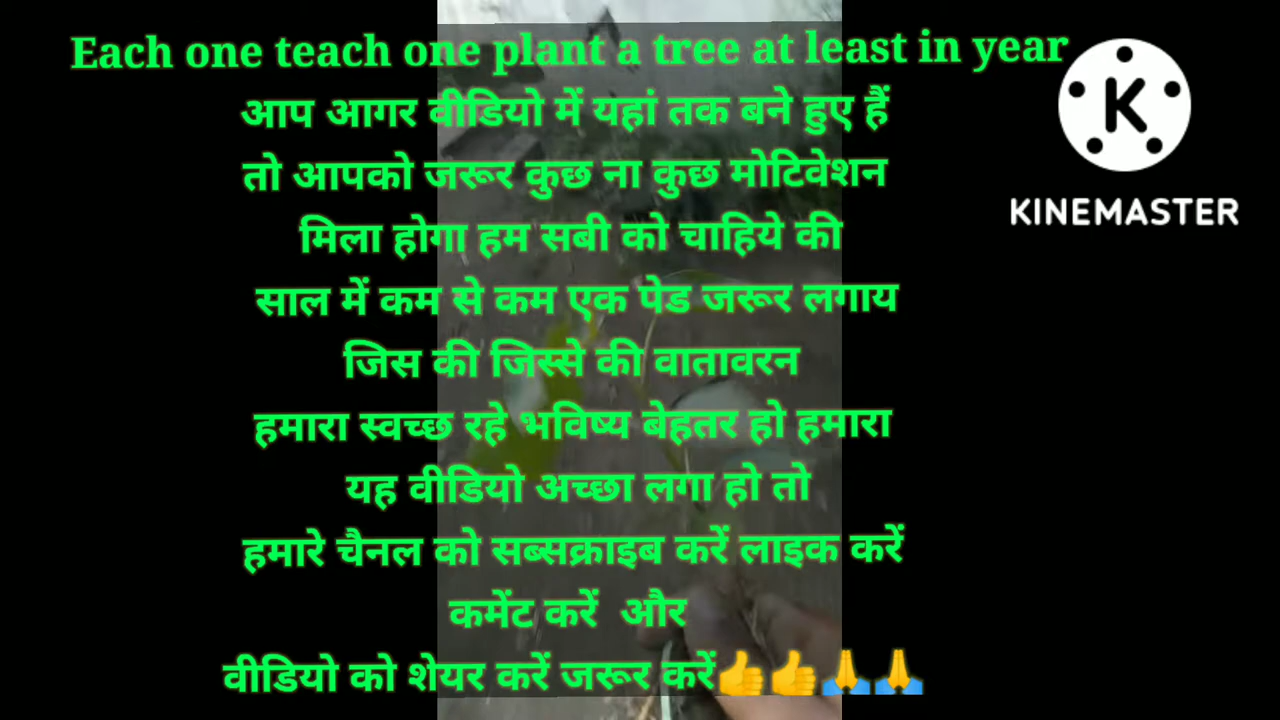 Each one teach one plant a tree at least in year
आप आगर वीडियो में यहां तक बने हुए हैं
तो आपको जरूर कुछ ना कुछ मोटिवेशन
मिला होगा हम सबी को चाहिये की
साल में कम से कम एक पेड जरूर लगाय
जिस की जिस्से की वातावरन
हमारा स्वच्छ रहे भविष्य बेहतर हो हमारा
यह वीडियो अच्छा लगा हो तो
हमारे चैनल को सब्सक्राइब करें लाइक करें
कमेंट करें और
वीडियो को शेयर करें जरूर करें👍👍🙏🙏
K
KINEMASTER